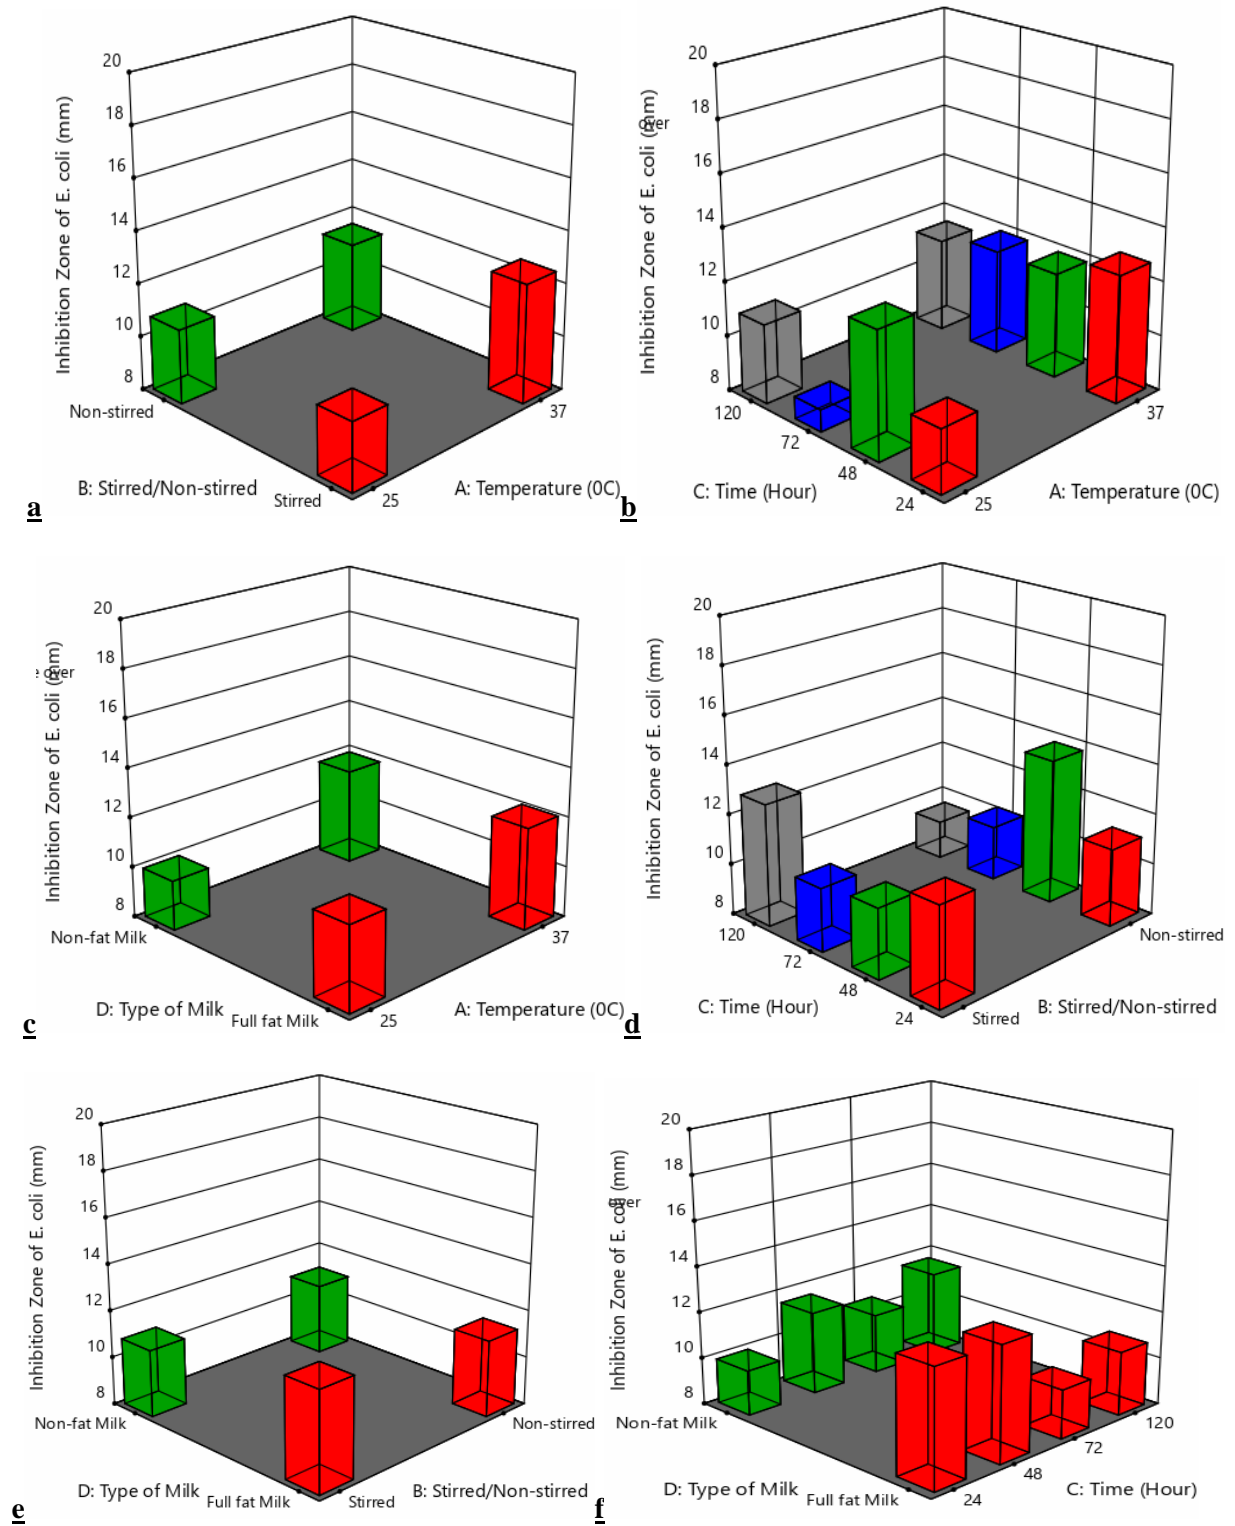 20
18
16
14
12
10
8
Inhibition Zone of E. coli (mm)
Non-stirred
Stirred
25
37
B: Stirred/Non-stirred
A: Temperature (0C)
a
20
18
16
14
12
10
8
Inhibition Zone of E. coli (mm)
over
120
72
48
24
25
37
C: Time (Hour)
A: Temperature (0C)
b
20
18
16
14
12
10
8
Inhibition Zone of E. coli (mm)
e over
Non-fat Milk
Full fat Milk
25
37
D: Type of Milk
A: Temperature (0C)
c
20
18
16
14
12
10
8
Inhibition Zone of E. coli (mm)
120
72
48
24
Stirred
Non-stirred
C: Time (Hour)
B: Stirred/Non-stirred
d
20
18
16
14
12
10
8
Inhibition Zone of E. coli (mm)
Non-fat Milk
Full fat Milk
Stirred
Non-stirred
D: Type of Milk
B: Stirred/Non-stirred
e
20
18
16
14
12
10
8
Inhibition Zone of E. coli (mm)
over
Non-fat Milk
Full fat Milk
24
48
72
120
D: Type of Milk
C: Time (Hour)
f